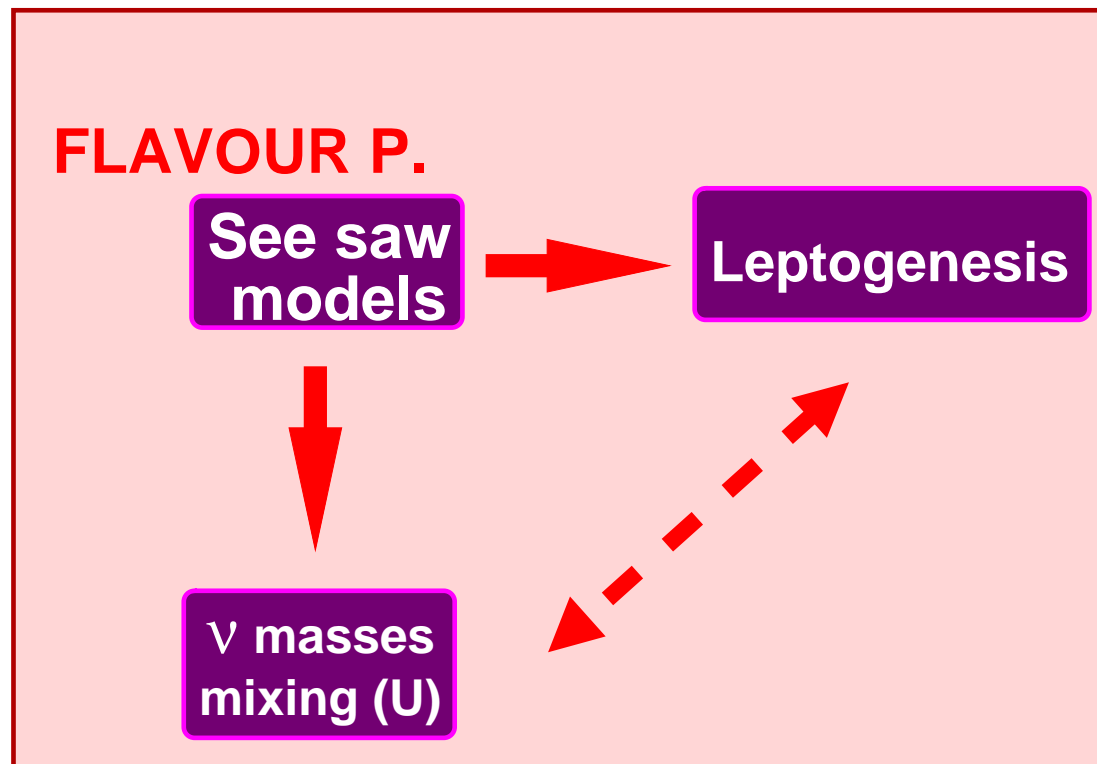 FLAVOUR P.
See saw
models
Leptogenesis
ν masses
mixing (U)